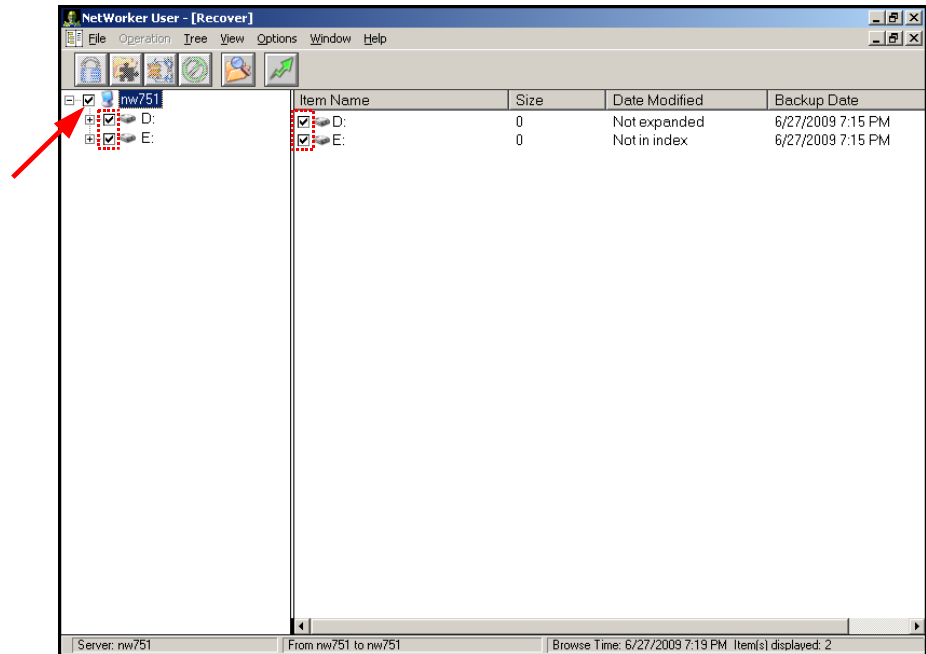 NetWorker User - [Recover]
File Operation Tree View Options Window Help
nw751
D:
E:
Item Name Size Date Modified Backup Date
D: 0 Not expanded 6/27/2009 7:15 PM
E: 0 Not in index 6/27/2009 7:15 PM
Server: nw751 From nw751 to nw751 Browse Time: 6/27/2009 7:19 PM Item(s) displayed: 2